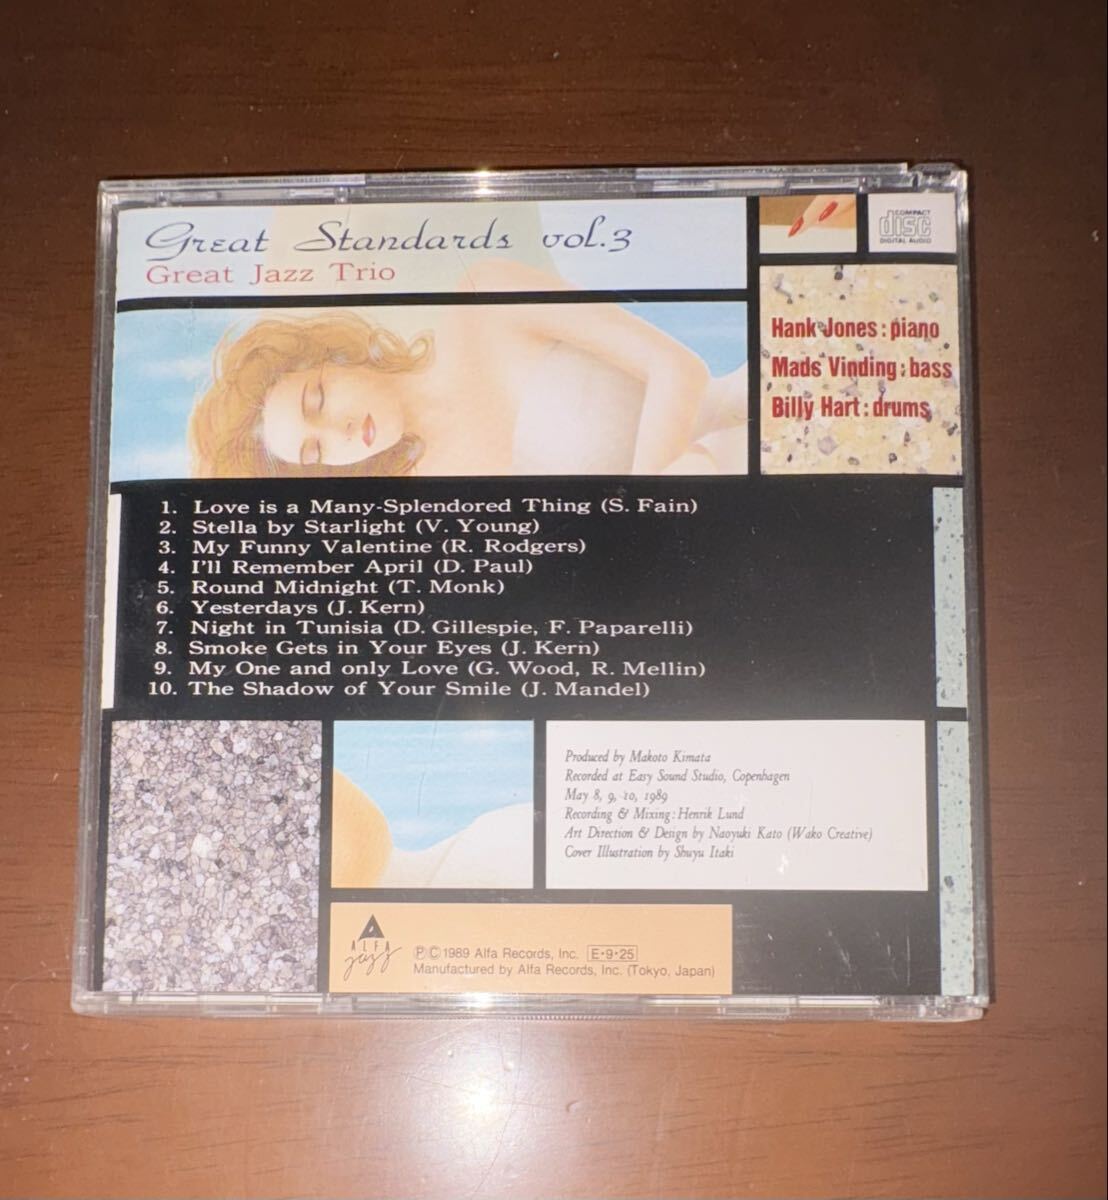 Great Standards vol.3
Great Jazz Trio
COMPACT
disc
DIGITAL AUDIO
Hank Jones : piano
Mads Vinding : bass
Billy Hart : drums
1. Love is a Many-Splendored Thing (S. Fain)
2. Stella by Starlight (V. Young)
3. My Funny Valentine (R. Rodgers)
4. I'll Remember April (D. Paul)
5. Round Midnight (T. Monk)
6. Yesterdays (J. Kern)
7. Night in Tunisia (D. Gillespie, F. Paparelli)
8. Smoke Gets in Your Eyes (J. Kern)
9. My One and only Love (G. Wood, R. Mellin)
10. The Shadow of Your Smile (J. Mandel)
Produced by Makoto Kimata
Recorded at Easy Sound Studio, Copenhagen
May 8, 9, 10, 1989
Recording & Mixing : Henrik Lund
Art Direction & Design by Naoyuki Kato (Wako Creative)
Cover Illustration by Shuyu Itaki
ALFA
jazz
℗©1989 Alfa Records, Inc. E・9・25
Manufactured by Alfa Records, Inc. (Tokyo, Japan)